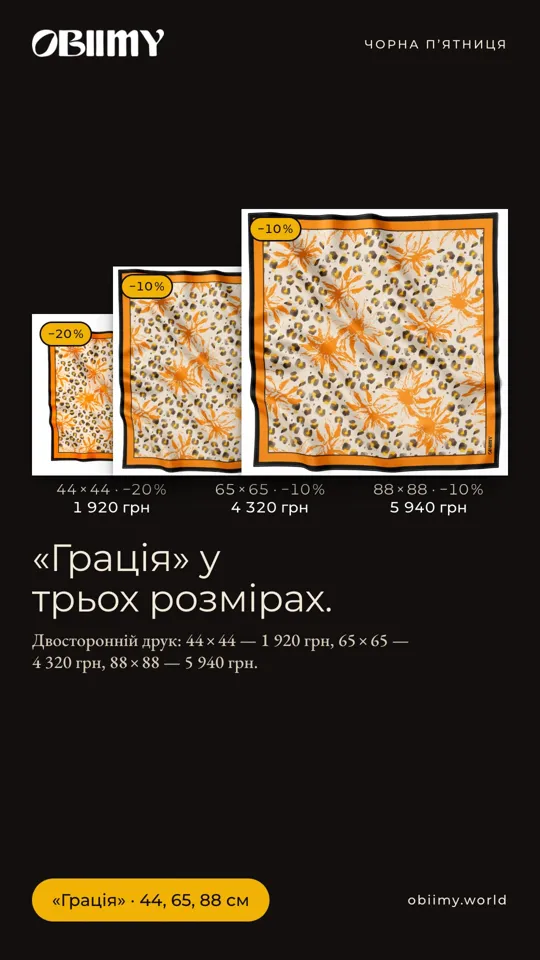 OBIIMY
ЧОРНА П'ЯТНИЦЯ
−10%
−10%
−20%
44×44 · −20%
65×65 · −10%
88×88 · −10%
1 920 грн
4 320 грн
5 940 грн
«Грація» у
трьох розмірах.
Двосторонній друк: 44×44 — 1 920 грн, 65×65 —
4 320 грн, 88×88 — 5 940 грн.
«Грація» · 44, 65, 88 см
obiimy.world